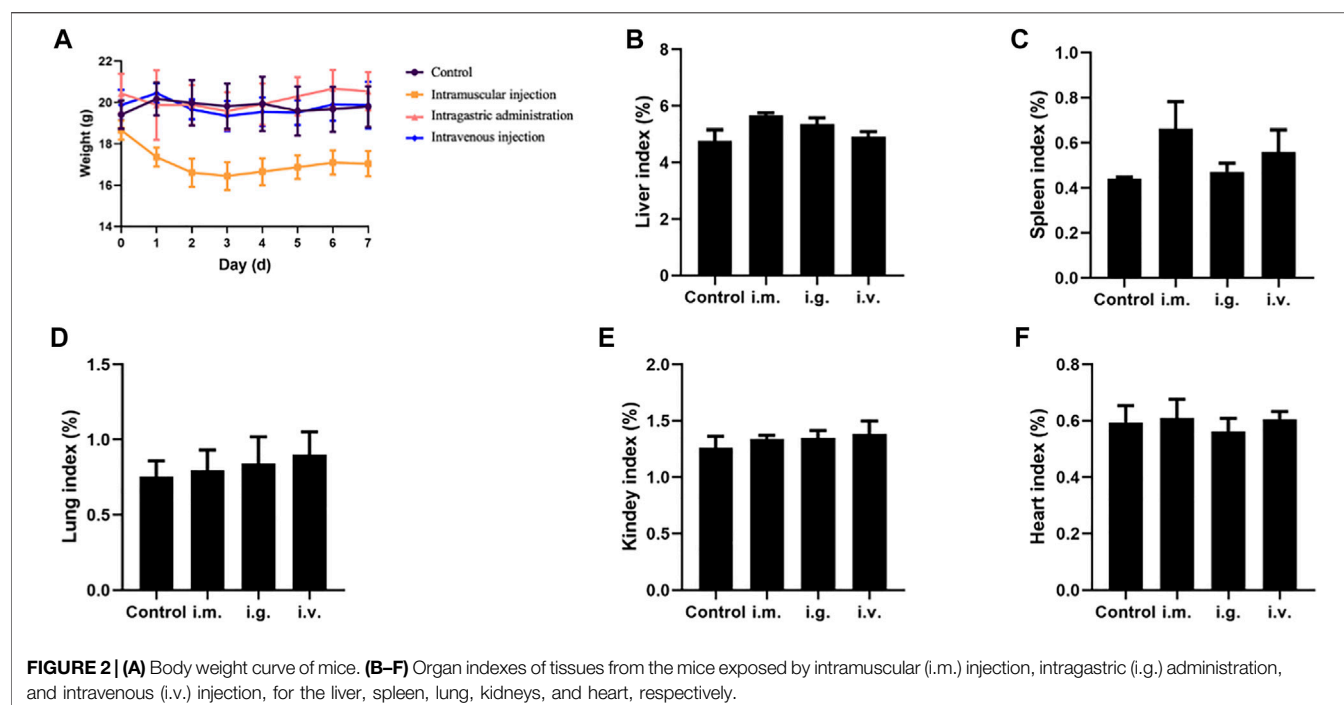 A
22
20
18
16
14
Weight (g)
0 1 2 3 4 5 6 7
Day (d)
Control
Intramuscular injection
Intragastric administration
Intravenous injection
B
8
6
4
2
0
Liver index (%)
Control i.m. i.g. i.v.
C
1.0
0.8
0.6
0.4
0.2
0.0
Spleen index (%)
Control i.m. i.g. i.v.
D
1.5
1.0
0.5
0.0
Lung index (%)
Control i.m. i.g. i.v.
E
2.0
1.5
1.0
0.5
0.0
Kindey index (%)
Control i.m. i.g. i.v.
F
0.8
0.6
0.4
0.2
0.0
Heart index (%)
Control i.m. i.g. i.v.
FIGURE 2 | (A) Body weight curve of mice. (B–F) Organ indexes of tissues from the mice exposed by intramuscular (i.m.) injection, intragastric (i.g.) administration,
and intravenous (i.v.) injection, for the liver, spleen, lung, kidneys, and heart, respectively.